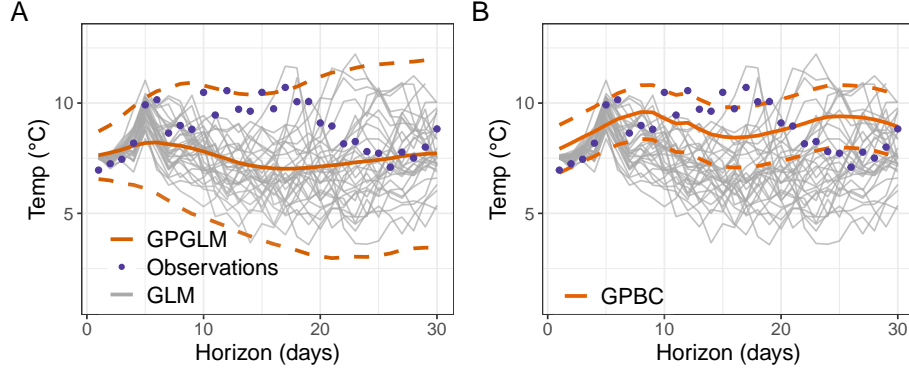 A
B
Temp (°C)
10
5
GPGLM
Observations
GLM
0
10
20
30
Horizon (days)
Temp (°C)
10
5
GPBC
0
10
20
30
Horizon (days)